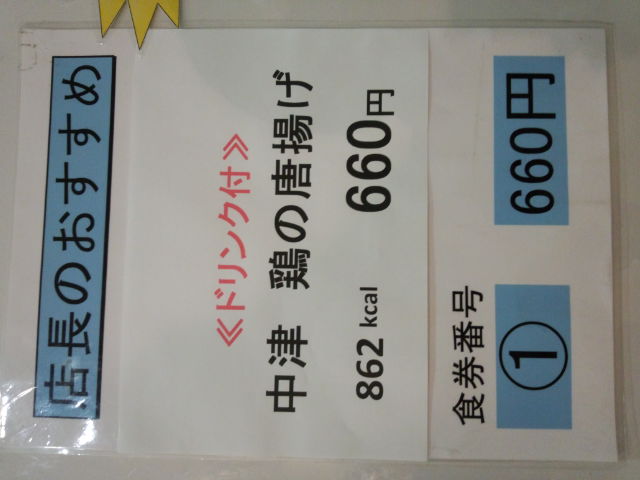 店長のおすすめ
≪ドリンク付≫
中津 鶏の唐揚げ
862 kcal 660円
食券番号
① 660円